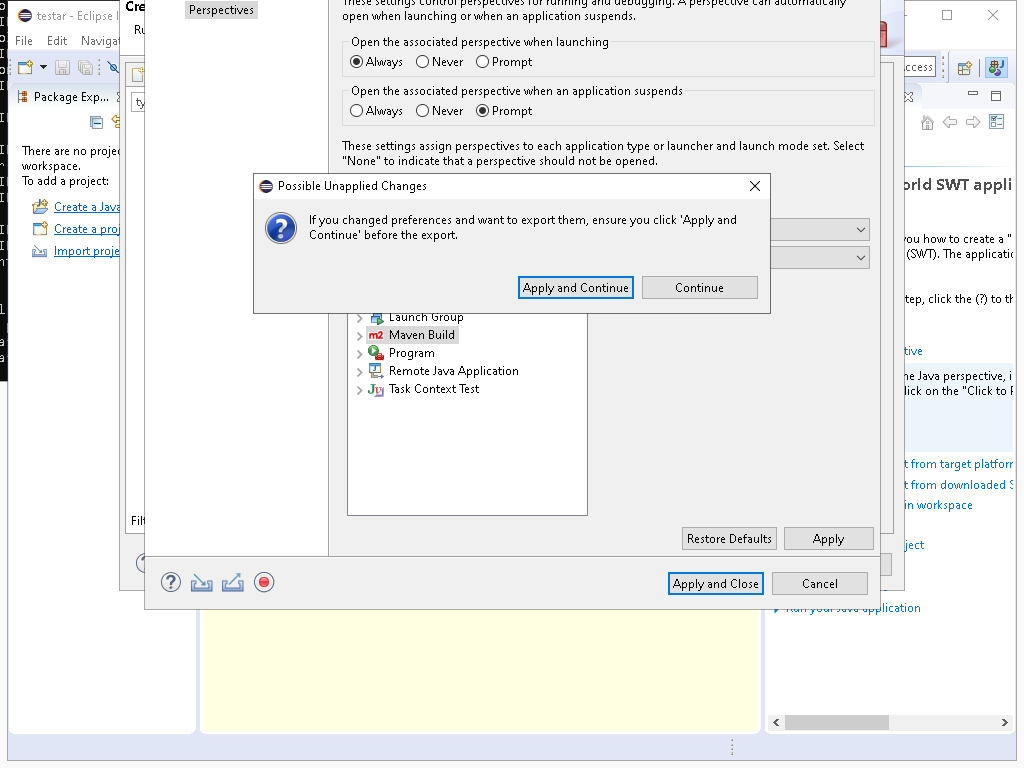 testar - Eclipse
File Edit Navigat
Cre
Ru
Perspectives
These settings control perspectives for running and debugging. A perspective can automatically
open when launching or when an application suspends.
Open the associated perspective when launching
Always Never Prompt
Open the associated perspective when an application suspends
Always Never Prompt
These settings assign perspectives to each application type or launcher and launch mode set. Select
"None" to indicate that a perspective should not be opened.
ccess
Package Exp...
ty
There are no proje
workspace.
To add a project:
Create a Java
Create a proj
Import proje
Possible Unapplied Changes
If you changed preferences and want to export them, ensure you click 'Apply and
Continue' before the export.
Apply and Continue
Continue
Launch Group
m2 Maven Build
Program
Remote Java Application
Ju Task Context Test
Filt
Restore Defaults
Apply
Apply and Close
Cancel
orld SWT appli
you how to create a "
(SWT). The applicatio
tep, click the (?) to th
tive
he Java perspective, i
lick on the "Click to P
t from target platform
t from downloaded S
in workspace
ject
Run your Java application